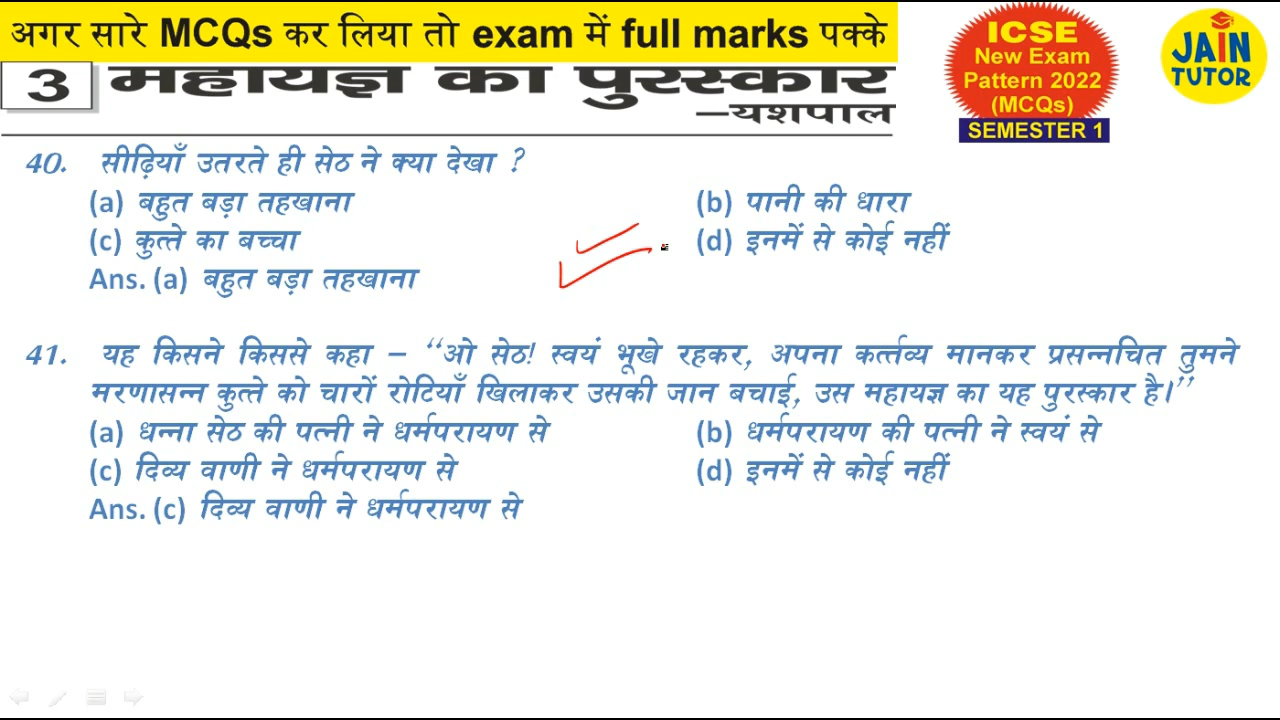 अगर सारे MCQs कर लिया तो exam में full marks पक्के
ICSE
New Exam
Pattern 2022
(MCQs)
SEMESTER 1
JAIN
TUTOR
3 महायज्ञ का पुरस्कार
–यशपाल
40. सीढ़ियाँ उतरते ही सेठ ने क्या देखा ?
(a) बहुत बड़ा तहखाना (b) पानी की धारा
(c) कुत्ते का बच्चा (d) इनमें से कोई नहीं
Ans. (a) बहुत बड़ा तहखाना
41. यह किसने किससे कहा – “ओ सेठ! स्वयं भूखे रहकर, अपना कर्त्तव्य मानकर प्रसन्नचित तुमने
मरणासन्न कुत्ते को चारों रोटियाँ खिलाकर उसकी जान बचाई, उस महायज्ञ का यह पुरस्कार है।”
(a) धन्ना सेठ की पत्नी ने धर्मपरायण से (b) धर्मपरायण की पत्नी ने स्वयं से
(c) दिव्य वाणी ने धर्मपरायण से (d) इनमें से कोई नहीं
Ans. (c) दिव्य वाणी ने धर्मपरायण से